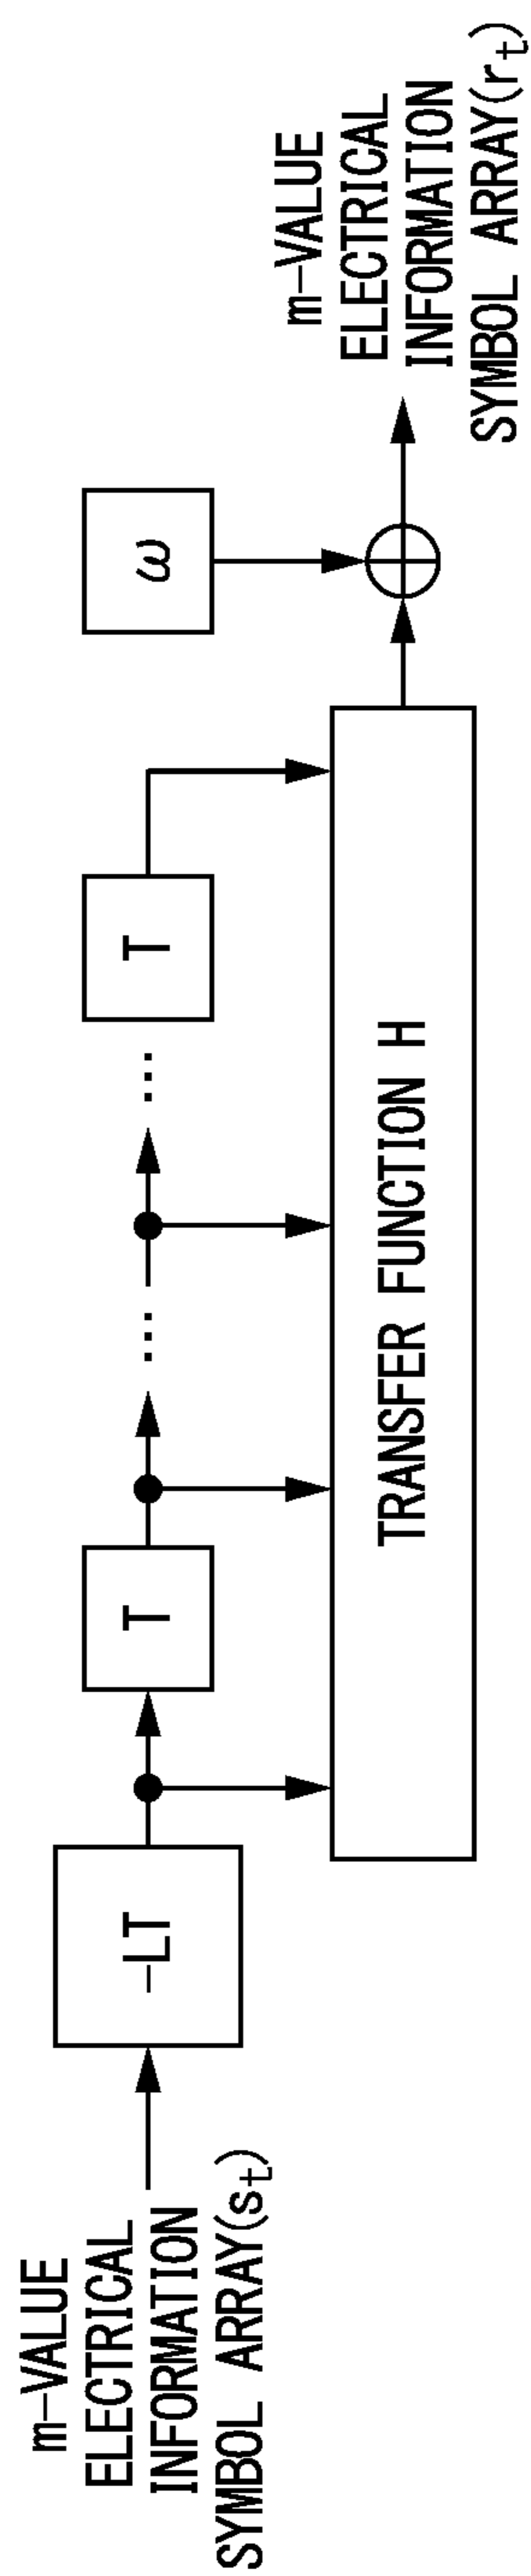 m-VALUE
ELECTRICAL
INFORMATION
SYMBOL ARRAY(st)
-LT
T
...
...
T
ω
TRANSFER FUNCTION H
m-VALUE
ELECTRICAL
INFORMATION
SYMBOL ARRAY(rt)